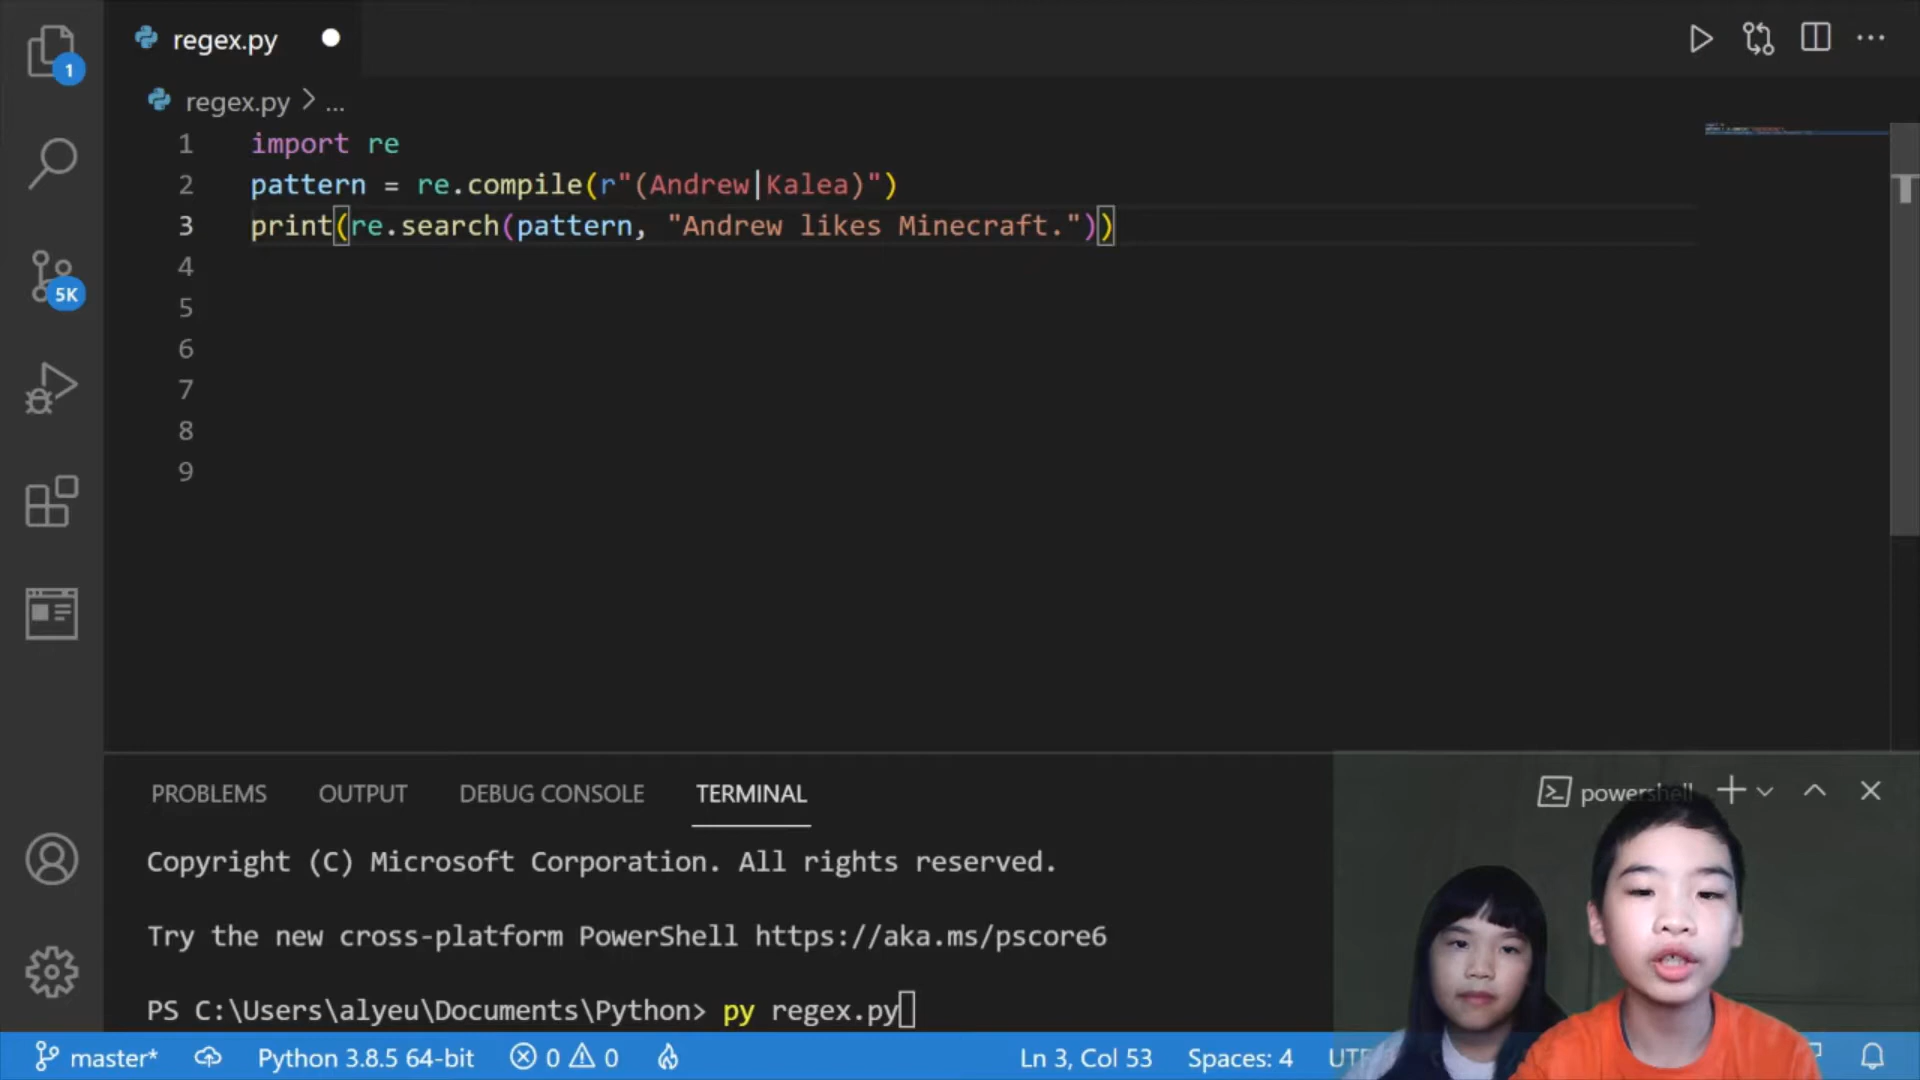 regex.py
regex.py > ...
1 import re
2 pattern = re.compile(r"(Andrew|Kalea)")
3 print(re.search(pattern, "Andrew likes Minecraft."))
4
5
6
7
8
9
1
5K
PROBLEMS OUTPUT DEBUG CONSOLE TERMINAL powershell
Copyright (C) Microsoft Corporation. All rights reserved.
Try the new cross-platform PowerShell https://aka.ms/pscore6
PS C:\Users\alyeu\Documents\Python> py regex.py
master* Python 3.8.5 64-bit 0 0 Ln 3, Col 53 Spaces: 4